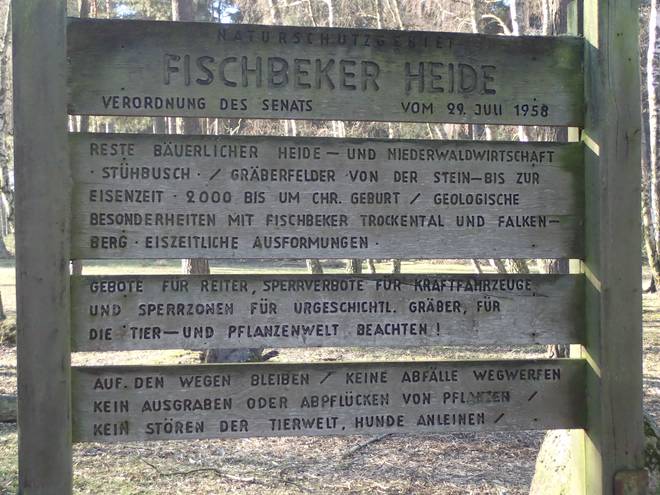 NATURSCHUTZGEBIET
FISCHBEKER HEIDE
VERORDNUNG DES SENATS VOM 29. JULI 1958
RESTE BÄUERLICHER HEIDE – UND NIEDERWALDWIRTSCHAFT
· STÜHBUSCH · / GRÄBERFELDER · VON DER STEIN – BIS ZUR
EISENZEIT · 2000 BIS UM CHR. GEBURT / GEOLOGISCHE
BESONDERHEITEN MIT FISCHBEKER TROCKENTAL UND FALKEN–
BERG · EISZEITLICHE AUSFORMUNGEN ·
GEBOTE FÜR REITER, SPERRVERBOTE FÜR KRAFTFAHRZEUGE
UND SPERRZONEN FÜR URGESCHICHTL. GRÄBER, FÜR
DIE TIER – UND PFLANZENWELT BEACHTEN !
AUF DEN WEGEN BLEIBEN / KEINE ABFÄLLE WEGWERFEN
KEIN AUSGRABEN ODER ABPFLÜCKEN VON PFLANZEN /
KEIN STÖREN DER TIERWELT, HUNDE ANLEINEN /